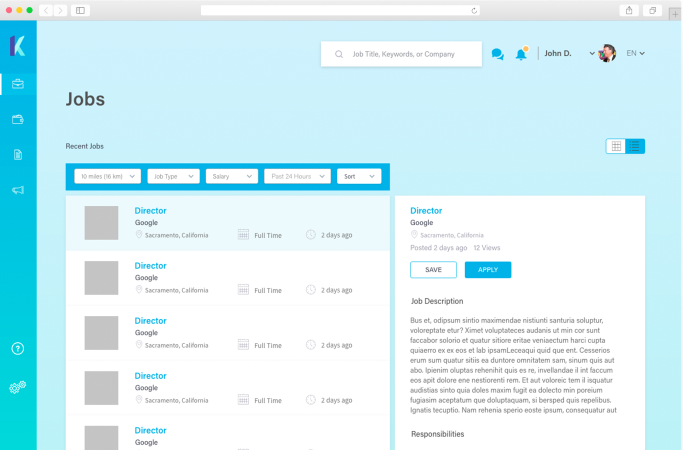 K
Job Title, Keywords, or Company
John D.
EN
Jobs
Recent Jobs
10 miles (16 km)
Job Type
Salary
Past 24 Hours
Sort
Director
Google
Sacramento, California
Full Time
2 days ago
Director
Google
Sacramento, California
Full Time
2 days ago
Director
Google
Sacramento, California
Full Time
2 days ago
Director
Google
Sacramento, California
Full Time
2 days ago
Director
Google
Sacramento, California
Full Time
2 days ago
Director
Google
Sacramento, California
Posted 2 days ago 12 Views
SAVE
APPLY
Job Description
Bus et, odipsum sintio maximendae nistiunti santuria soluptur,
voloreptate etur? Ximet voluptateces audanis ut min cor sunt
faccabor solorio et quatur sitiore eritae veniaectum harci cupta
quiaerro ex ex eos et lab ipsamLeceaqui quid que ent. Cesserios
erum sum quatur sitiis ea duntore omnitatem sam, sinum quis aut
abo. Ipienim oluptas rehenihit quis es re, invellandae il int faccum
eos apit dolore ene nestiorenti rem. Et aut voloreic tem il isquatur
audistias sinto quia doles maxim fugit ea dolecto min poreium
fugiasim aceptatum que doluptaquam, si bersped quis repelibus.
Ignatis tecuptio. Nam rehenia sperio eoste ipsum, consequatur aut
Responsibilities